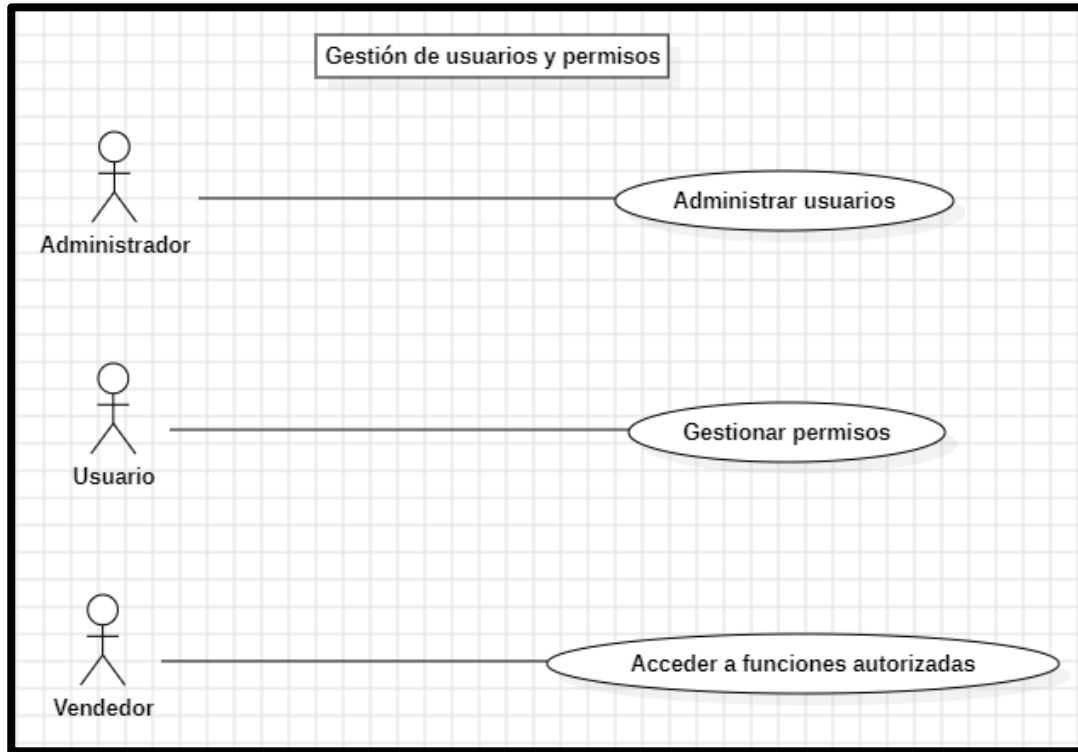 Gestión de usuarios y permisos
Administrador
Administrar usuarios
Usuario
Gestionar permisos
Vendedor
Acceder a funciones autorizadas